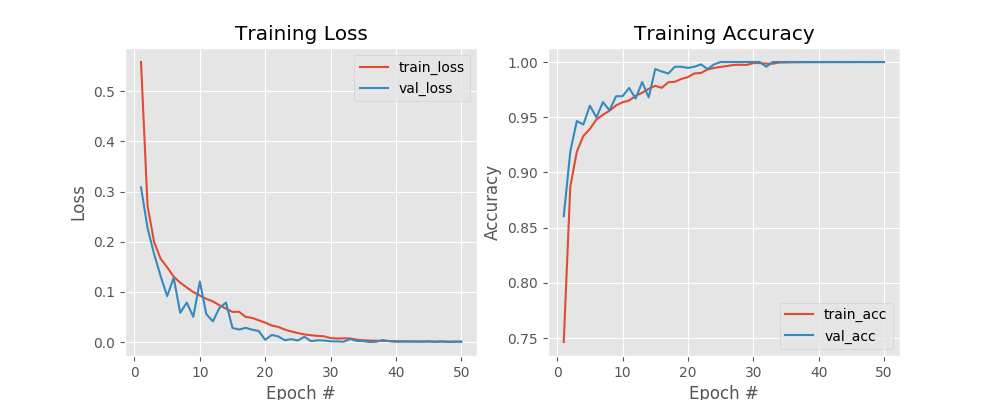 Training Loss
train_loss
val_loss
Loss
0.5
0.4
0.3
0.2
0.1
0.0
0 10 20 30 40 50
Epoch #
Training Accuracy
Accuracy
1.00
0.95
0.90
0.85
0.80
0.75
train_acc
val_acc
0 10 20 30 40 50
Epoch #